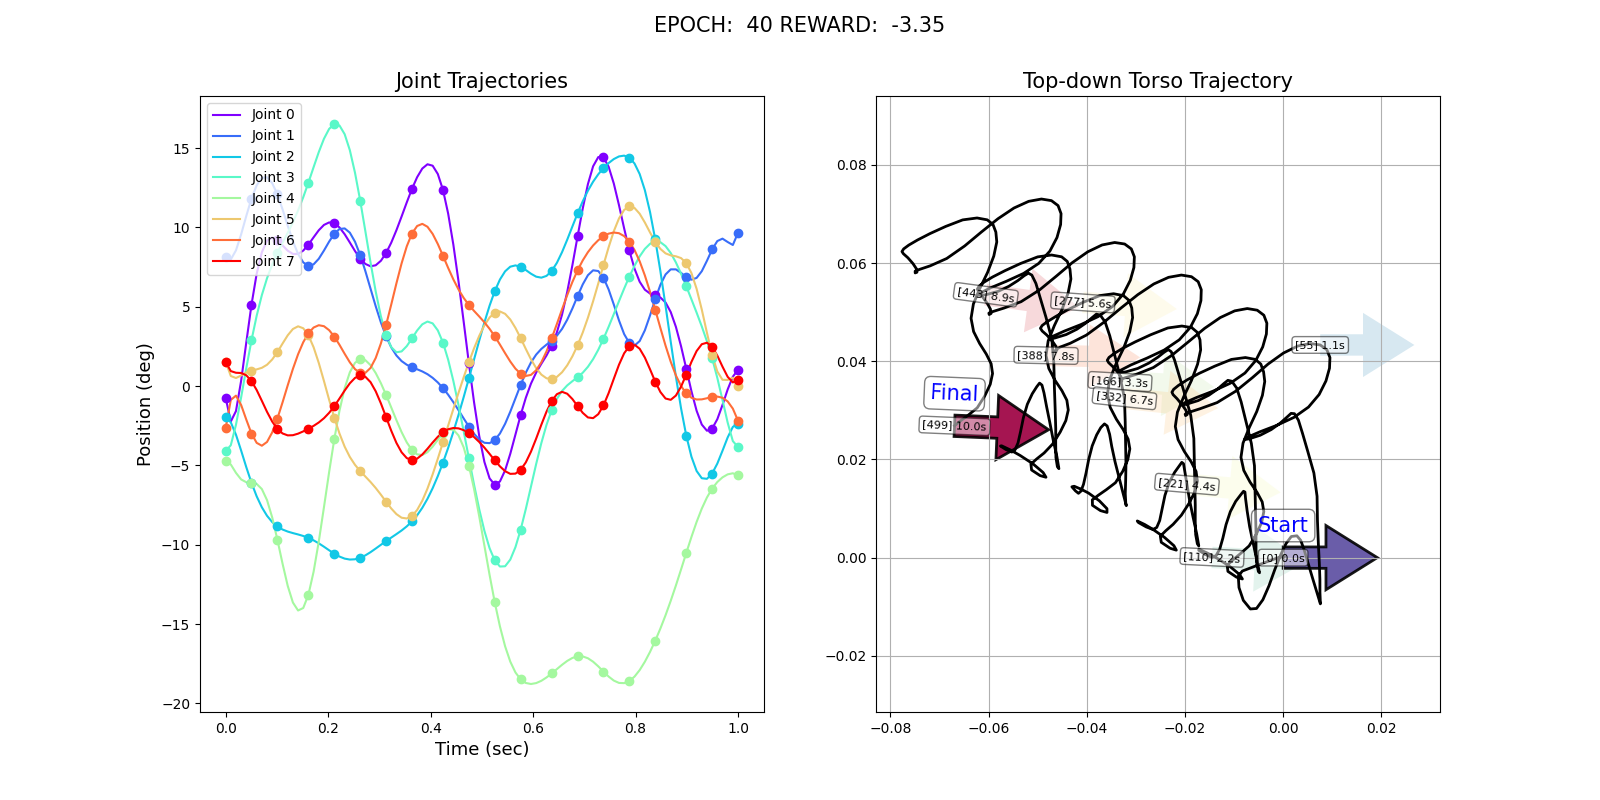 EPOCH:  40 REWARD:  -3.35
Joint Trajectories
Position (deg)
15
10
5
0
−5
−10
−15
−20
Joint 0
Joint 1
Joint 2
Joint 3
Joint 4
Joint 5
Joint 6
Joint 7
0.0
0.2
0.4
0.6
0.8
1.0
Time (sec)
Top-down Torso Trajectory
0.08
0.06
0.04
0.02
0.00
−0.02
[443] 8.9s
[277] 5.6s
[55] 1.1s
[388] 7.8s
[166] 3.3s
[332] 6.7s
Final
[499] 10.0s
[221] 4.4s
Start
[110] 2.2s
[0] 0.0s
−0.08
−0.06
−0.04
−0.02
0.00
0.02